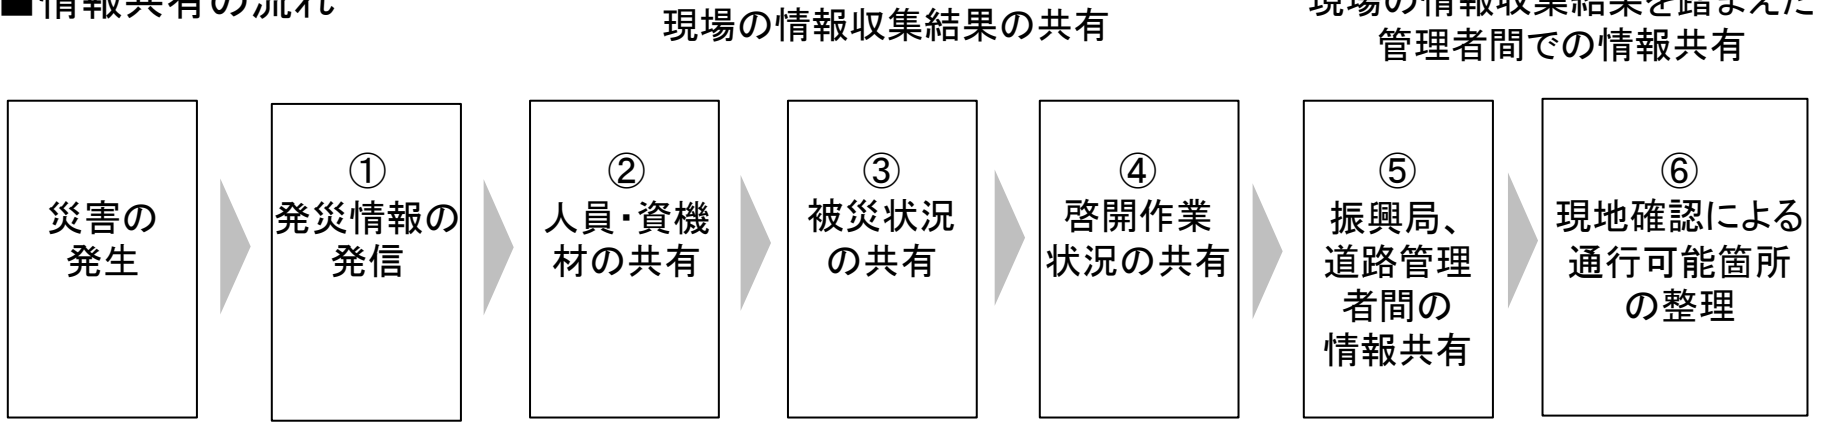 ■情報共有の流れ
現場の情報収集結果の共有
現場の情報収集結果を踏まえた
管理者間での情報共有
災害の
発生
①
発災情報の
発信
②
人員・資機
材の共有
③
被災状況
の共有
④
啓開作業
状況の共有
⑤
振興局、
道路管理
者間の
情報共有
⑥
現地確認による
通行可能箇所
の整理